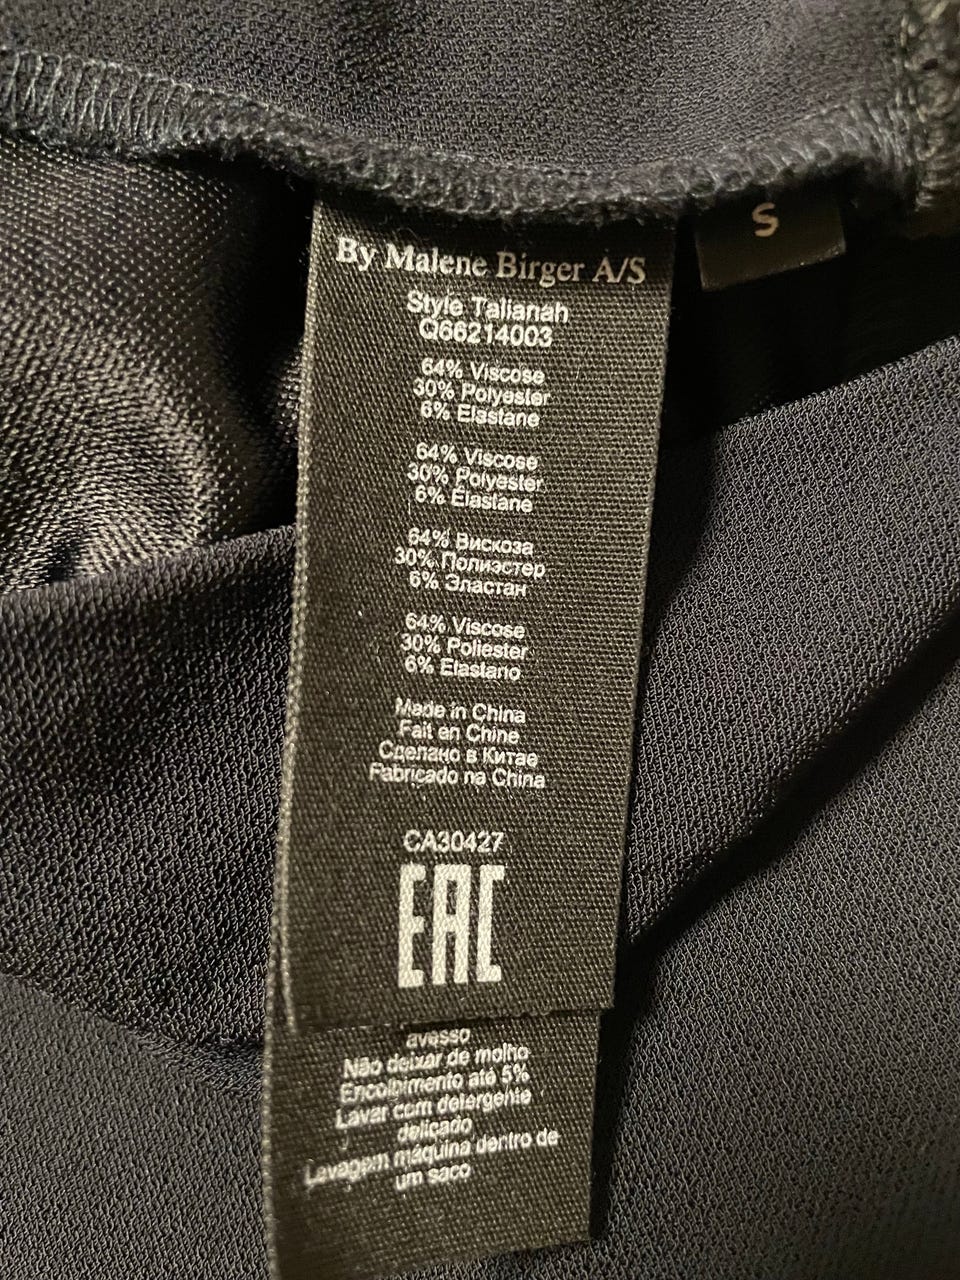 S
By Malene Birger A/S
Style Talianah
Q66214003
64% Viscose
30% Polyester
6% Elastane
64% Viscose
30% Polyester
6% Élastane
64% Вискоза
30% Полиэстер
6% Эластан
64% Viscose
30% Poliester
6% Elastano
Made in China
Fait en Chine
Сделано в Китае
Fabricado na China
CA30427
EAC
avesso
Não deixar de molho
Encolhimento até 5%
Lavar com detergente
delicado
Lavagem máquina dentro de
um saco